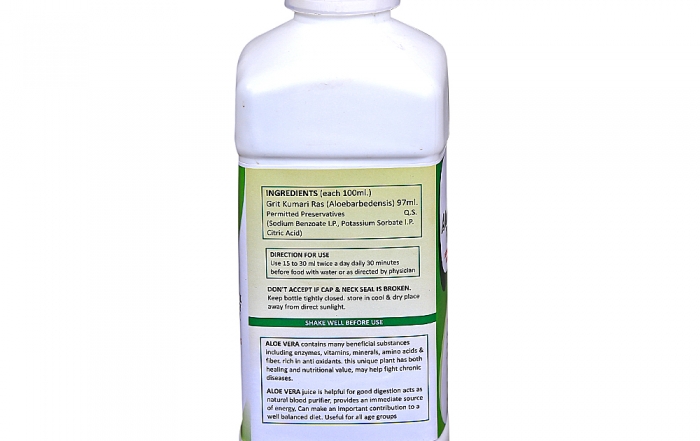 INGREDIENTS (each 100ml.)
Grit Kumari Ras (Aloebarbedensis) 97ml.
Permitted Preservatives Q.S.
(Sodium Benzoate I.P., Potassium Sorbate I.P.
Citric Acid)
DIRECTION FOR USE
Use 15 to 30 ml twice a day daily 30 minutes
before food with water or as directed by physician
DON'T ACCEPT IF CAP & NECK SEAL IS BROKEN.
Keep bottle tightly closed. store in cool & dry place
away from direct sunlight.
SHAKE WELL BEFORE USE
ALOE VERA contains many beneficial substances
including enzymes, vitamins, minerals, amino acids &
fiber. rich in anti oxidants. this unique plant has both
healing and nutritional value, may help fight chronic
diseases.
ALOE VERA juice is helpful for good digestion acts as
natural blood purifier, provides an immediate source
of energy, Can make an important contribution to a
well balanced diet. Useful for all age groups